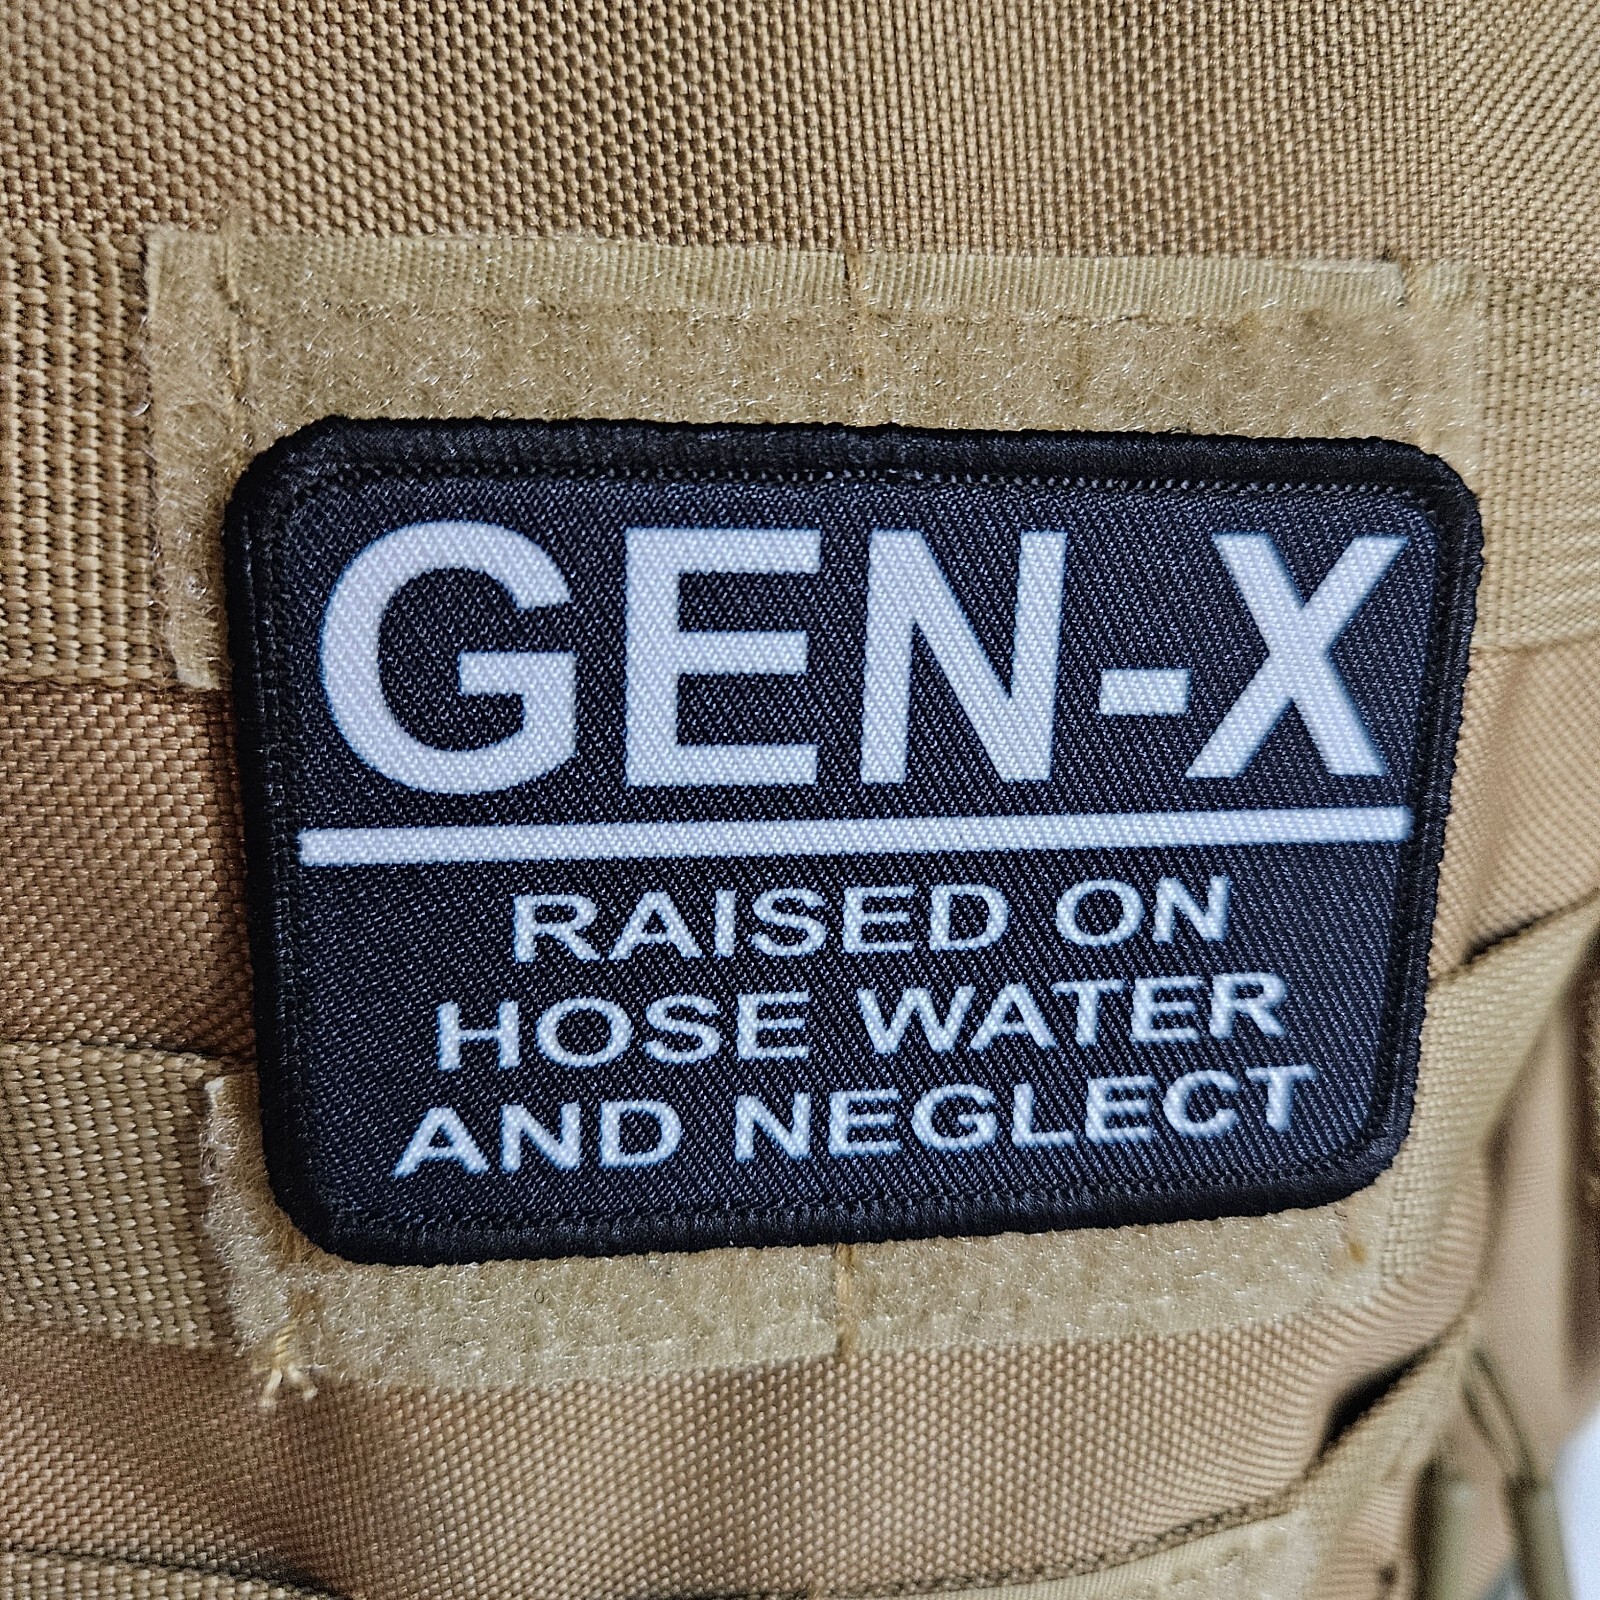 GEN-X
RAISED ON
HOSE WATER
AND NEGLECT